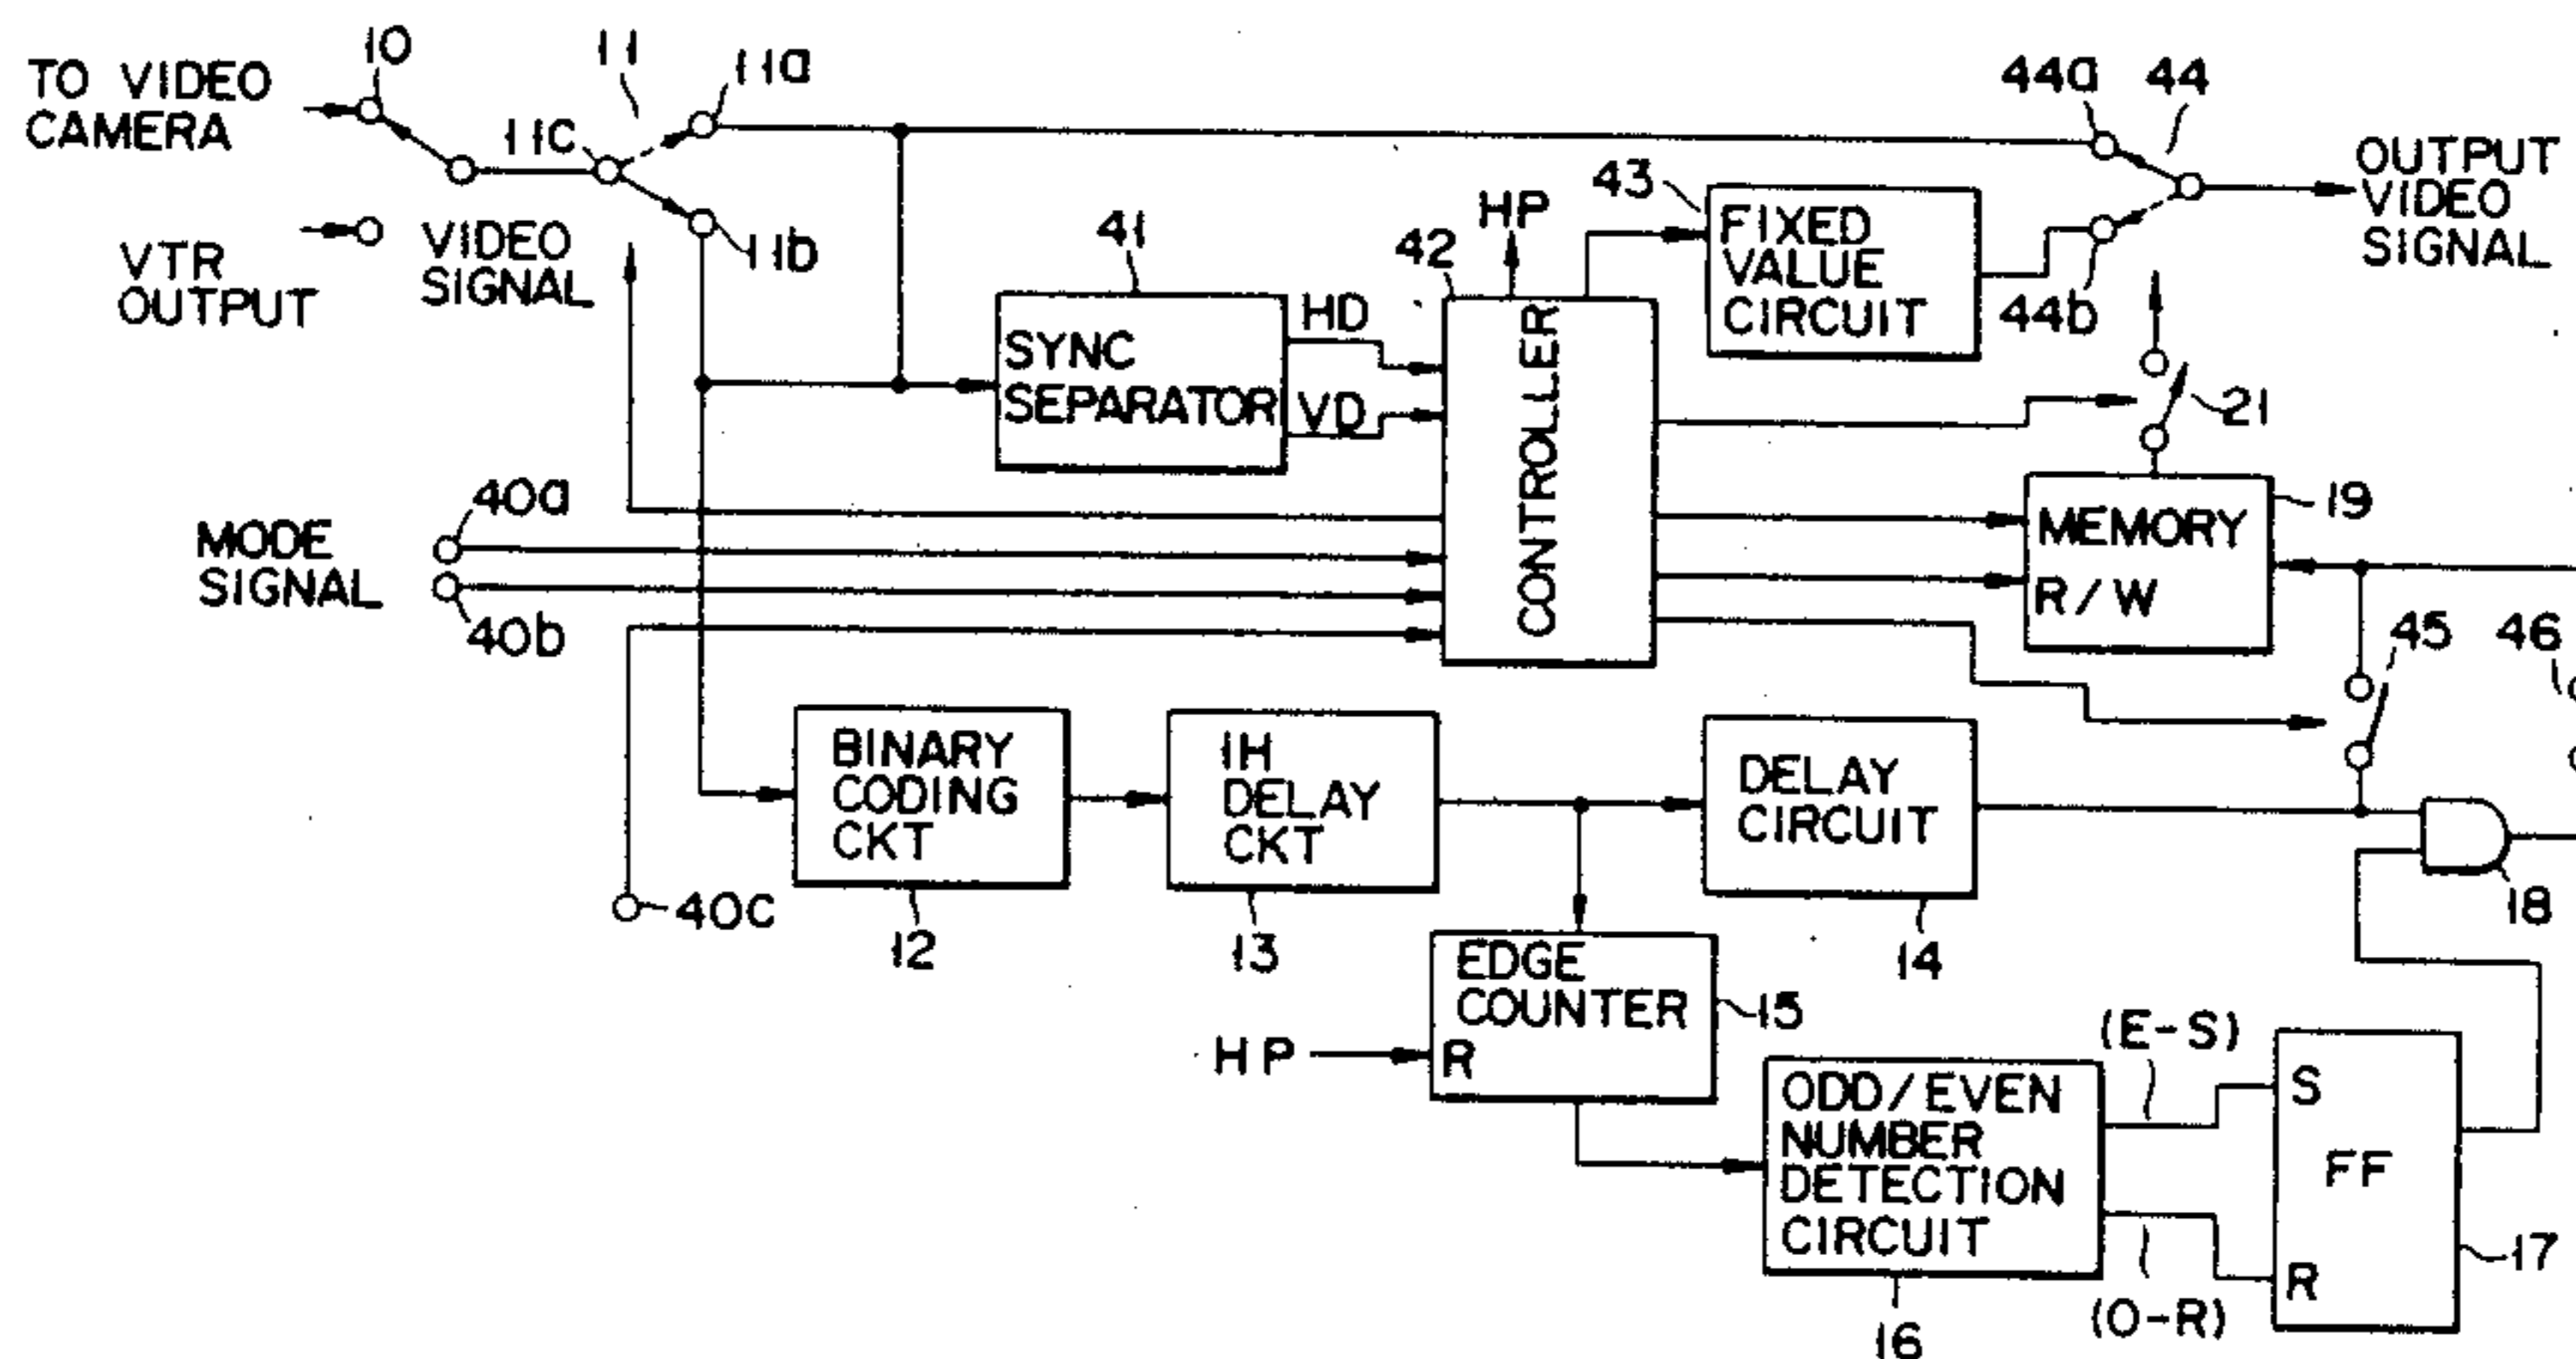 TO VIDEO
CAMERA
10
11
11a
11c
11b
VTR
OUTPUT
VIDEO
SIGNAL
44a
44
44b
OUTPUT
VIDEO
SIGNAL
41
SYNC
SEPARATOR
HD
VD
HP
42
CONTROLLER
43
FIXED
VALUE
CIRCUIT
21
MODE
SIGNAL
40a
40b
40c
MEMORY
R/W
19
45
46
BINARY
CODING
CKT
12
1H
DELAY
CKT
13
DELAY
CIRCUIT
14
18
HP
EDGE
COUNTER
R
15
ODD/EVEN
NUMBER
DETECTION
CIRCUIT
16
(E-S)
(O-R)
S
FF
R
17